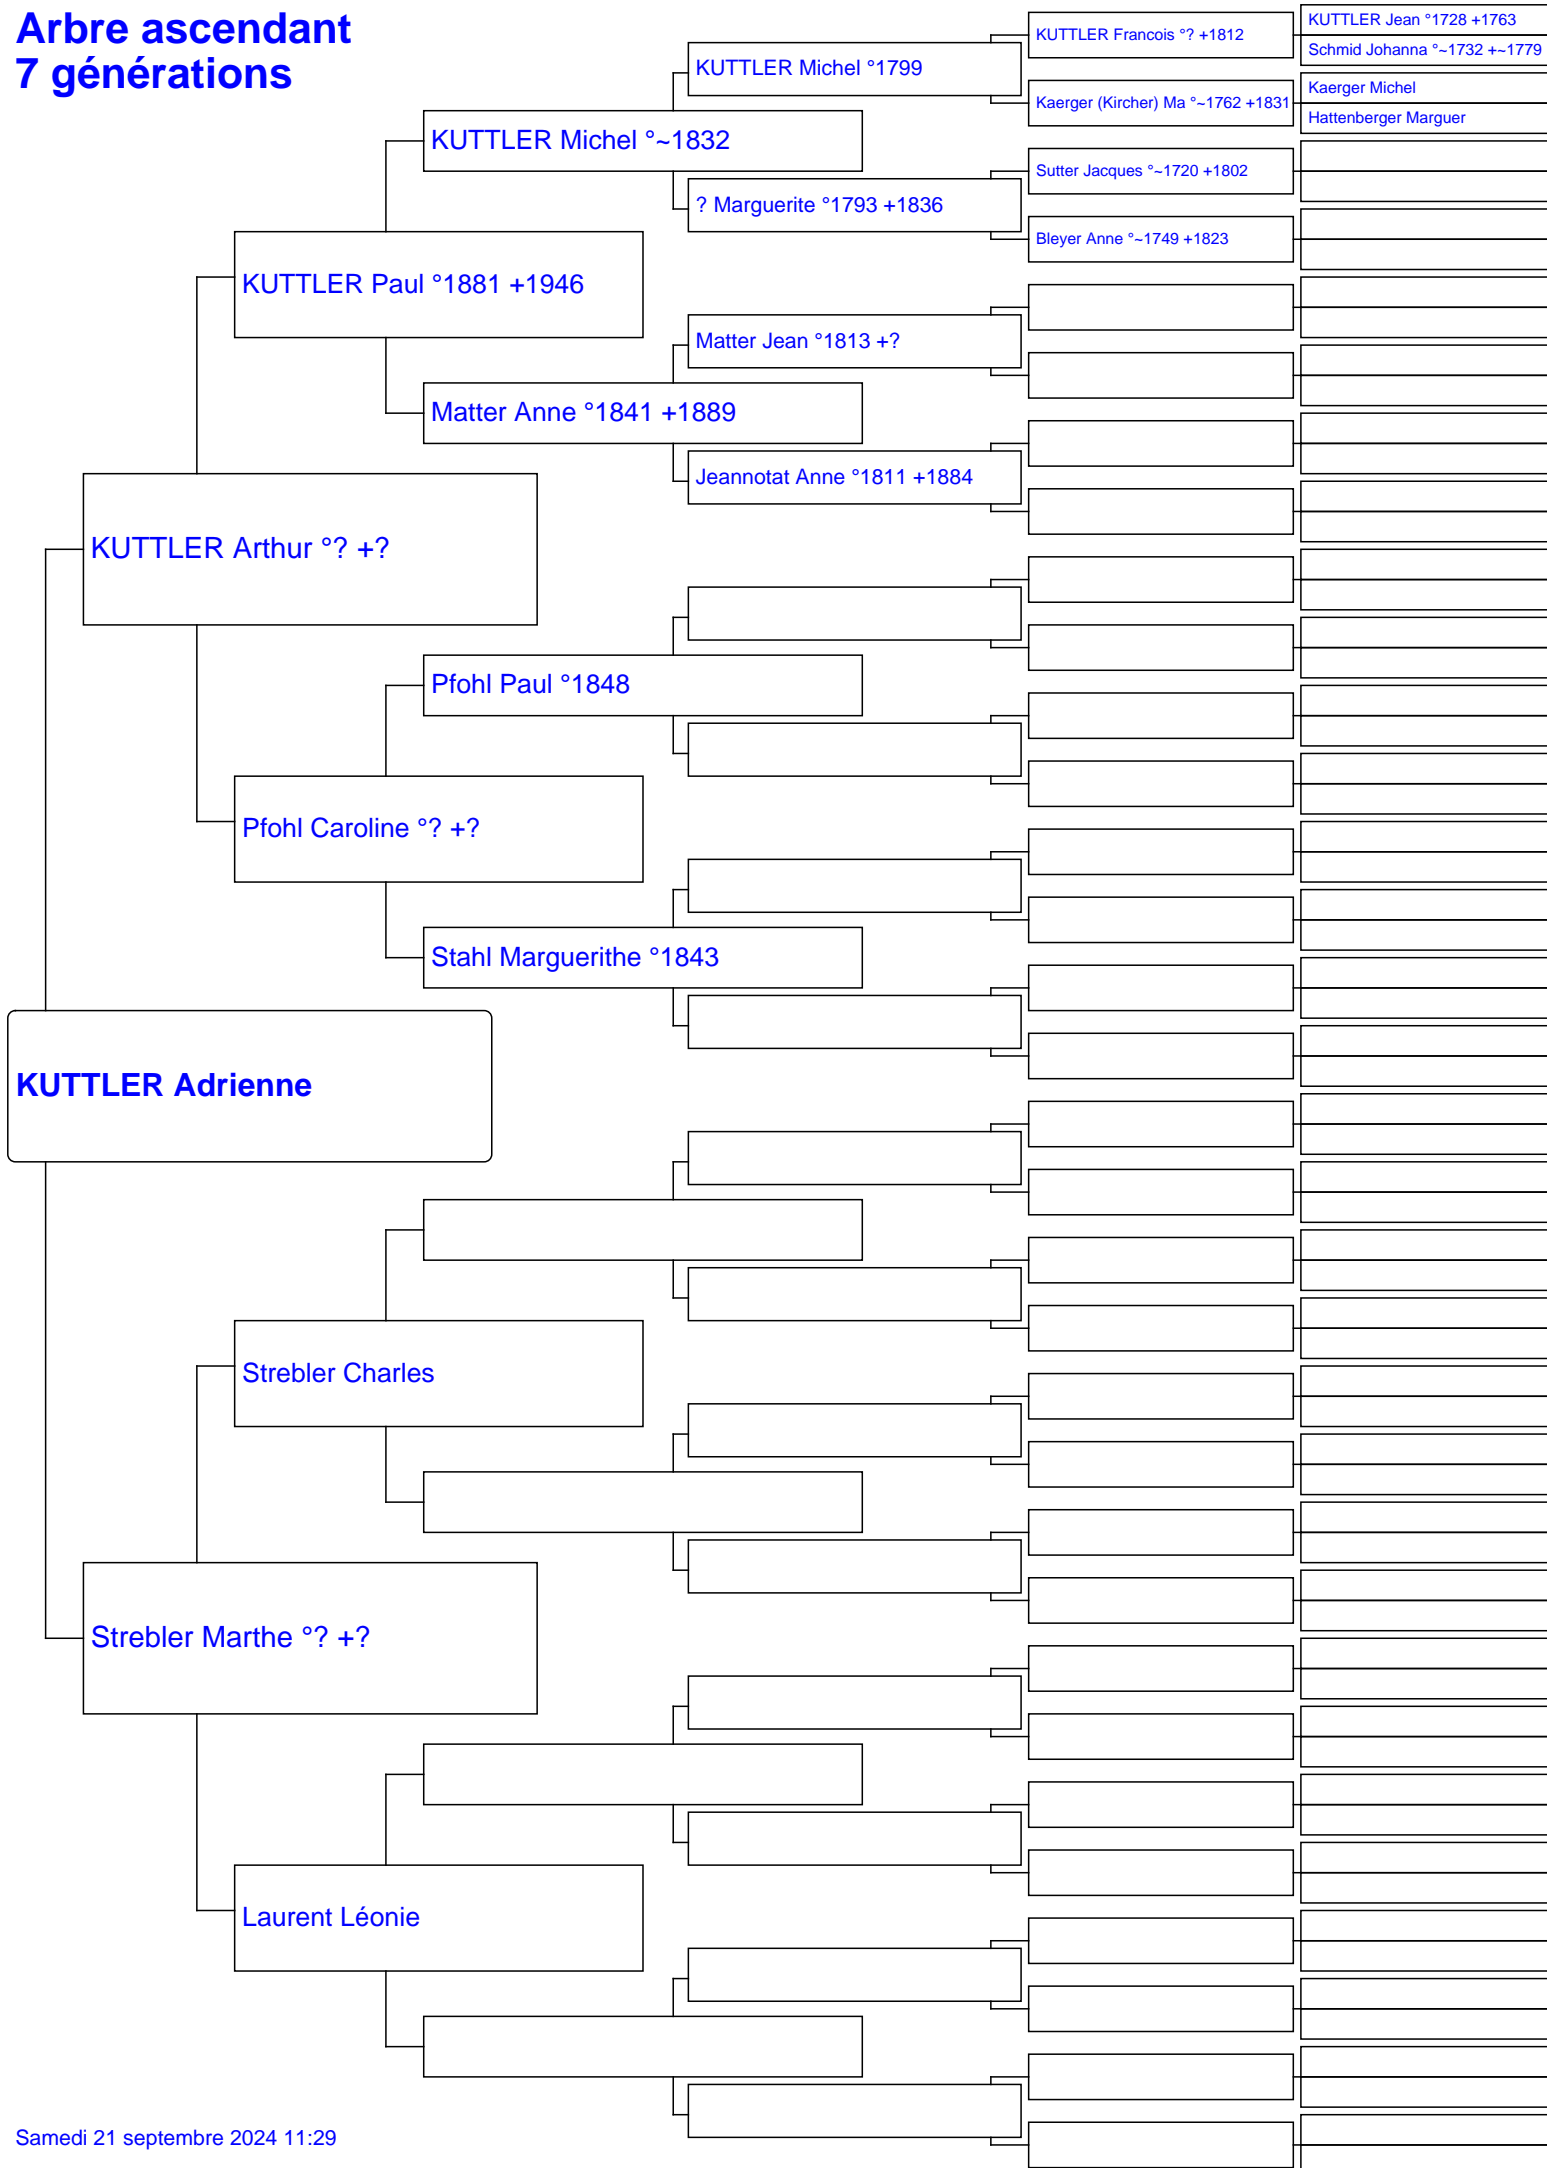 Arbre ascendant
7 générations
KUTTLER Francois °? +1812
KUTTLER Jean °1728 +1763
Schmid Johanna °~1732 +~1779
KUTTLER Michel °1799
Kaerger (Kircher) Ma °~1762 +1831
Kaerger Michel
Hattenberger Marguer
KUTTLER Michel °~1832
Sutter Jacques °~1720 +1802
? Marguerite °1793 +1836
Bleyer Anne °~1749 +1823
KUTTLER Paul °1881 +1946
Matter Jean °1813 +?
Matter Anne °1841 +1889
Jeannotat Anne °1811 +1884
KUTTLER Arthur °? +?
Pfohl Paul °1848
Pfohl Caroline °? +?
Stahl Marguerithe °1843
KUTTLER Adrienne
Strebler Charles
Strebler Marthe °? +?
Laurent Léonie
Samedi 21 septembre 2024 11:29